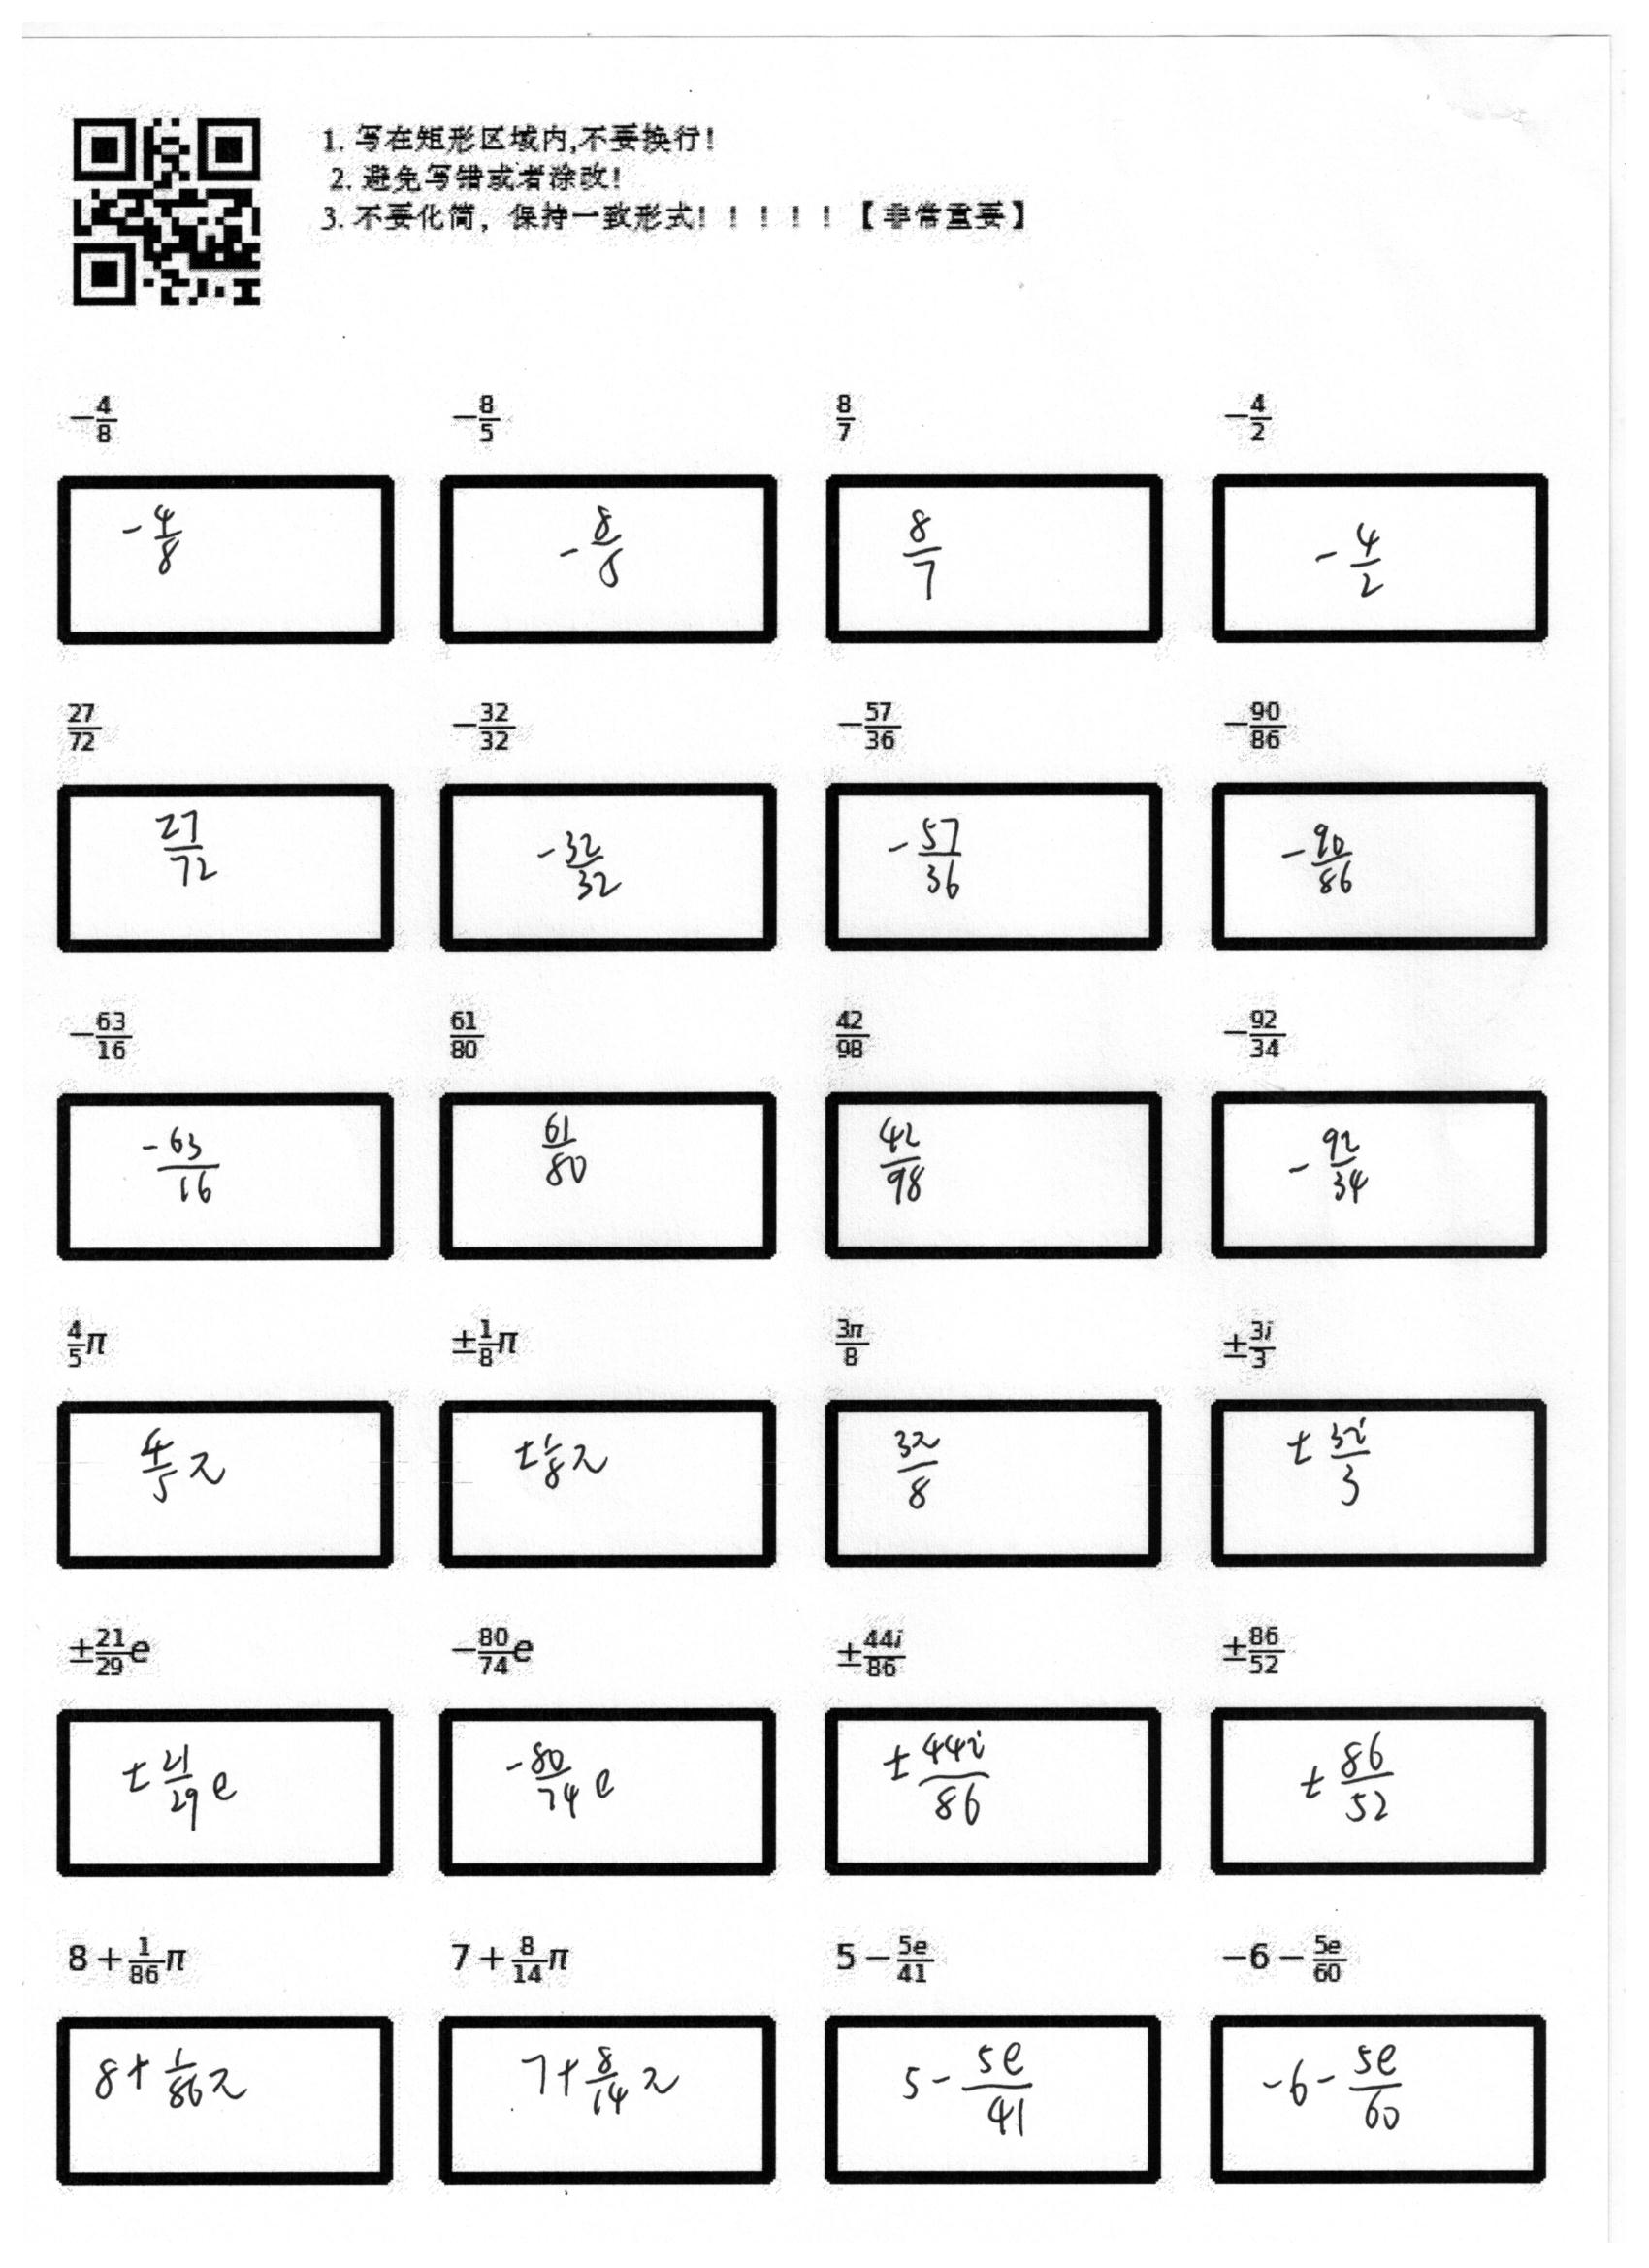 1. 写在矩形区域内,不要换行!
2. 避免写错或者涂改!
3. 不要化简，保持一致形式!！！！！【非常重要】
$-\frac{4}{8}$ $-\frac{8}{5}$ $\frac{8}{7}$ $-\frac{4}{2}$
$-\frac{4}{8}$ $-\frac{8}{5}$ $\frac{8}{7}$ $-\frac{4}{2}$
$\frac{27}{72}$ $-\frac{32}{32}$ $-\frac{57}{36}$ $-\frac{90}{86}$
$\frac{27}{72}$ $-\frac{32}{32}$ $-\frac{57}{36}$ $-\frac{90}{86}$
$-\frac{63}{16}$ $\frac{61}{80}$ $\frac{42}{98}$ $-\frac{92}{34}$
$-\frac{63}{16}$ $\frac{61}{80}$ $\frac{42}{98}$ $-\frac{92}{34}$
$\frac{4}{5}\pi$ $\pm\frac{1}{8}\pi$ $\frac{3\pi}{8}$ $\pm\frac{3i}{3}$
$\frac{4}{5}\pi$ $\pm\frac{1}{8}\pi$ $\frac{3\pi}{8}$ $\pm\frac{3i}{3}$
$\pm\frac{21}{29}e$ $-\frac{80}{74}e$ $\pm\frac{44i}{86}$ $\pm\frac{86}{52}$
$\pm\frac{21}{29}e$ $-\frac{80}{74}e$ $\pm\frac{44i}{86}$ $\pm\frac{86}{52}$
$8+\frac{1}{86}\pi$ $7+\frac{8}{14}\pi$ $5-\frac{5e}{41}$ $-6-\frac{5e}{60}$
$8+\frac{1}{86}\pi$ $7+\frac{8}{14}\pi$ $5-\frac{5e}{41}$ $-6-\frac{5e}{60}$